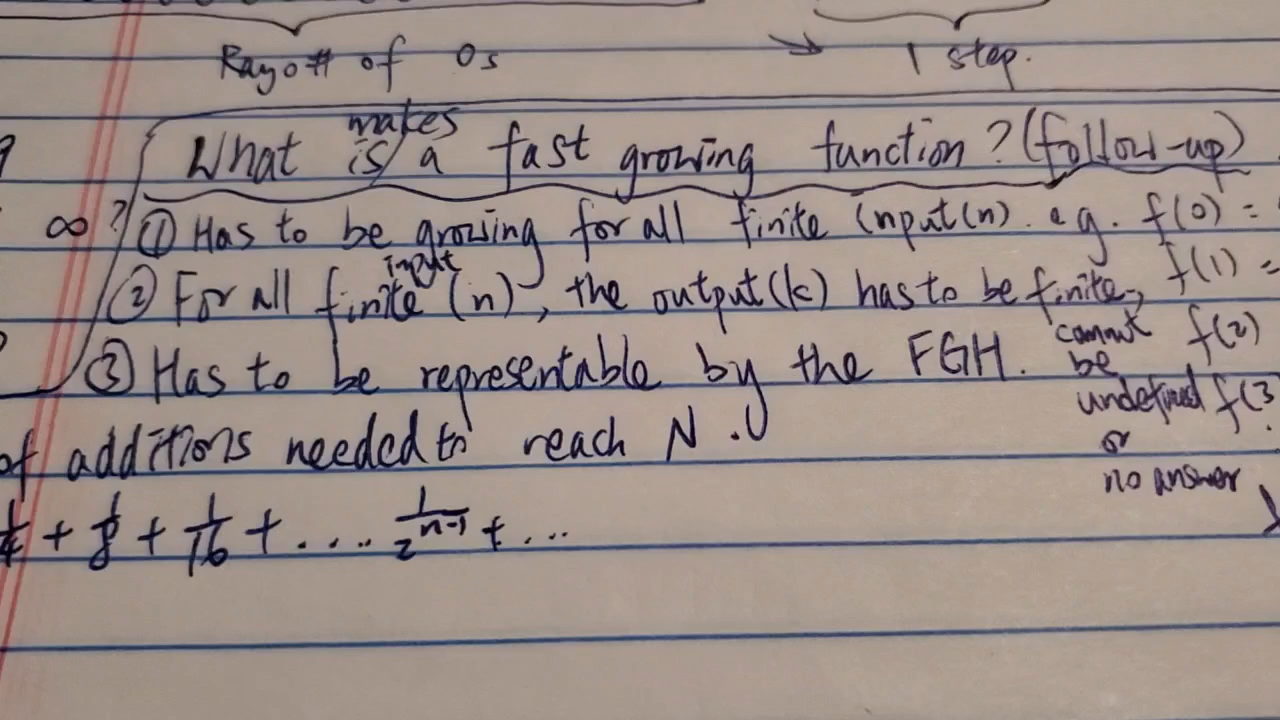 Rayo# of 0s → 1 step.
What makes a fast growing function? (follow-up)
∞? ① Has to be growing for all finite input(n). e.g. f(0) =
② For all finite input (n), the output(k) has to be finite, f(1) =
cannot be undefined or no answer
f(2)
③ Has to be representable by the FGH.
f(3
of additions needed to reach N.
1/4 + 1/8 + 1/16 + .... 1/2^(n-1) + ...